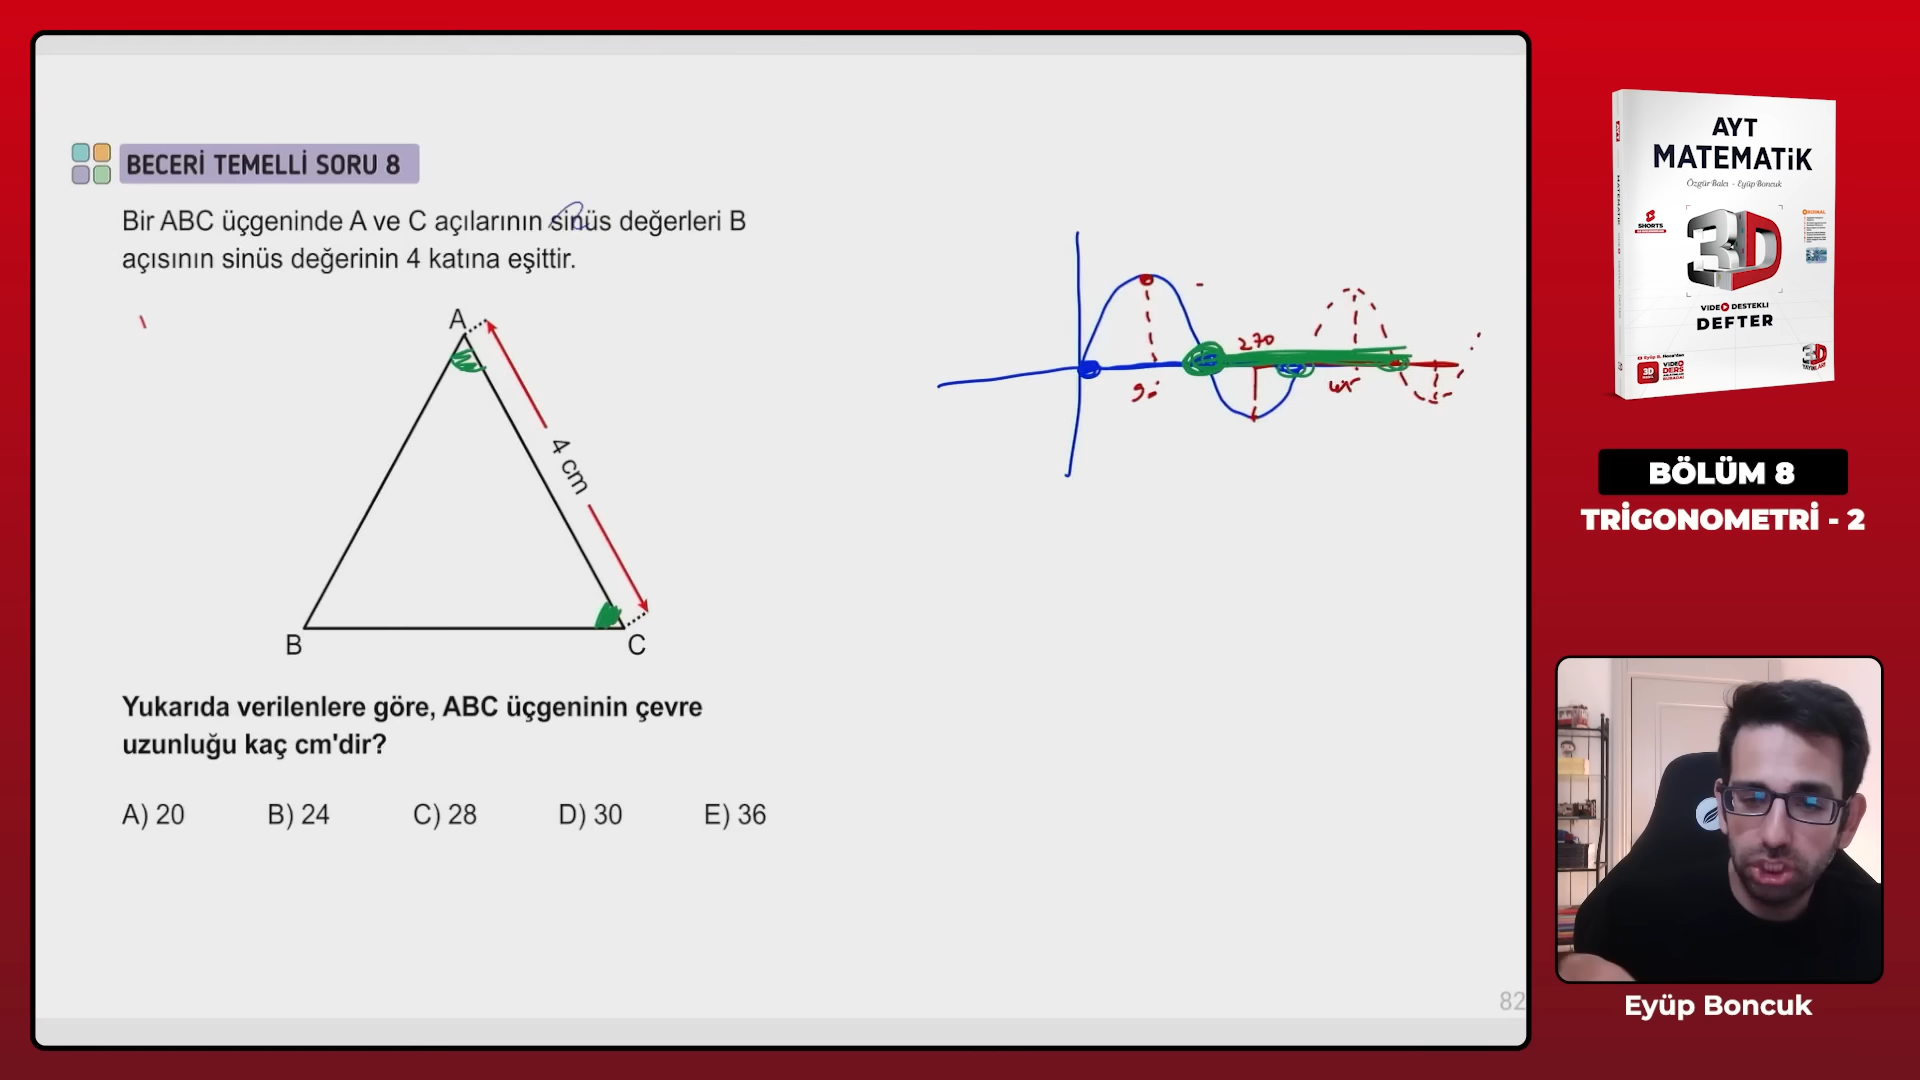 BECERİ TEMELLİ SORU 8
Bir ABC üçgeninde A ve C açılarının sinüs değerleri B
açısının sinüs değerinin 4 katına eşittir.
A
4 cm
B
C
Yukarıda verilenlere göre, ABC üçgeninin çevre
uzunluğu kaç cm'dir?
A) 20 B) 24 C) 28 D) 30 E) 36
270
82
AYT
MATEMATİK
Özgür Balcı - Eyüp Boncuk
SHORTS
3D
VIDEO DESTEKLİ
DEFTER
BÖLÜM 8
TRİGONOMETRİ - 2
Eyüp Boncuk